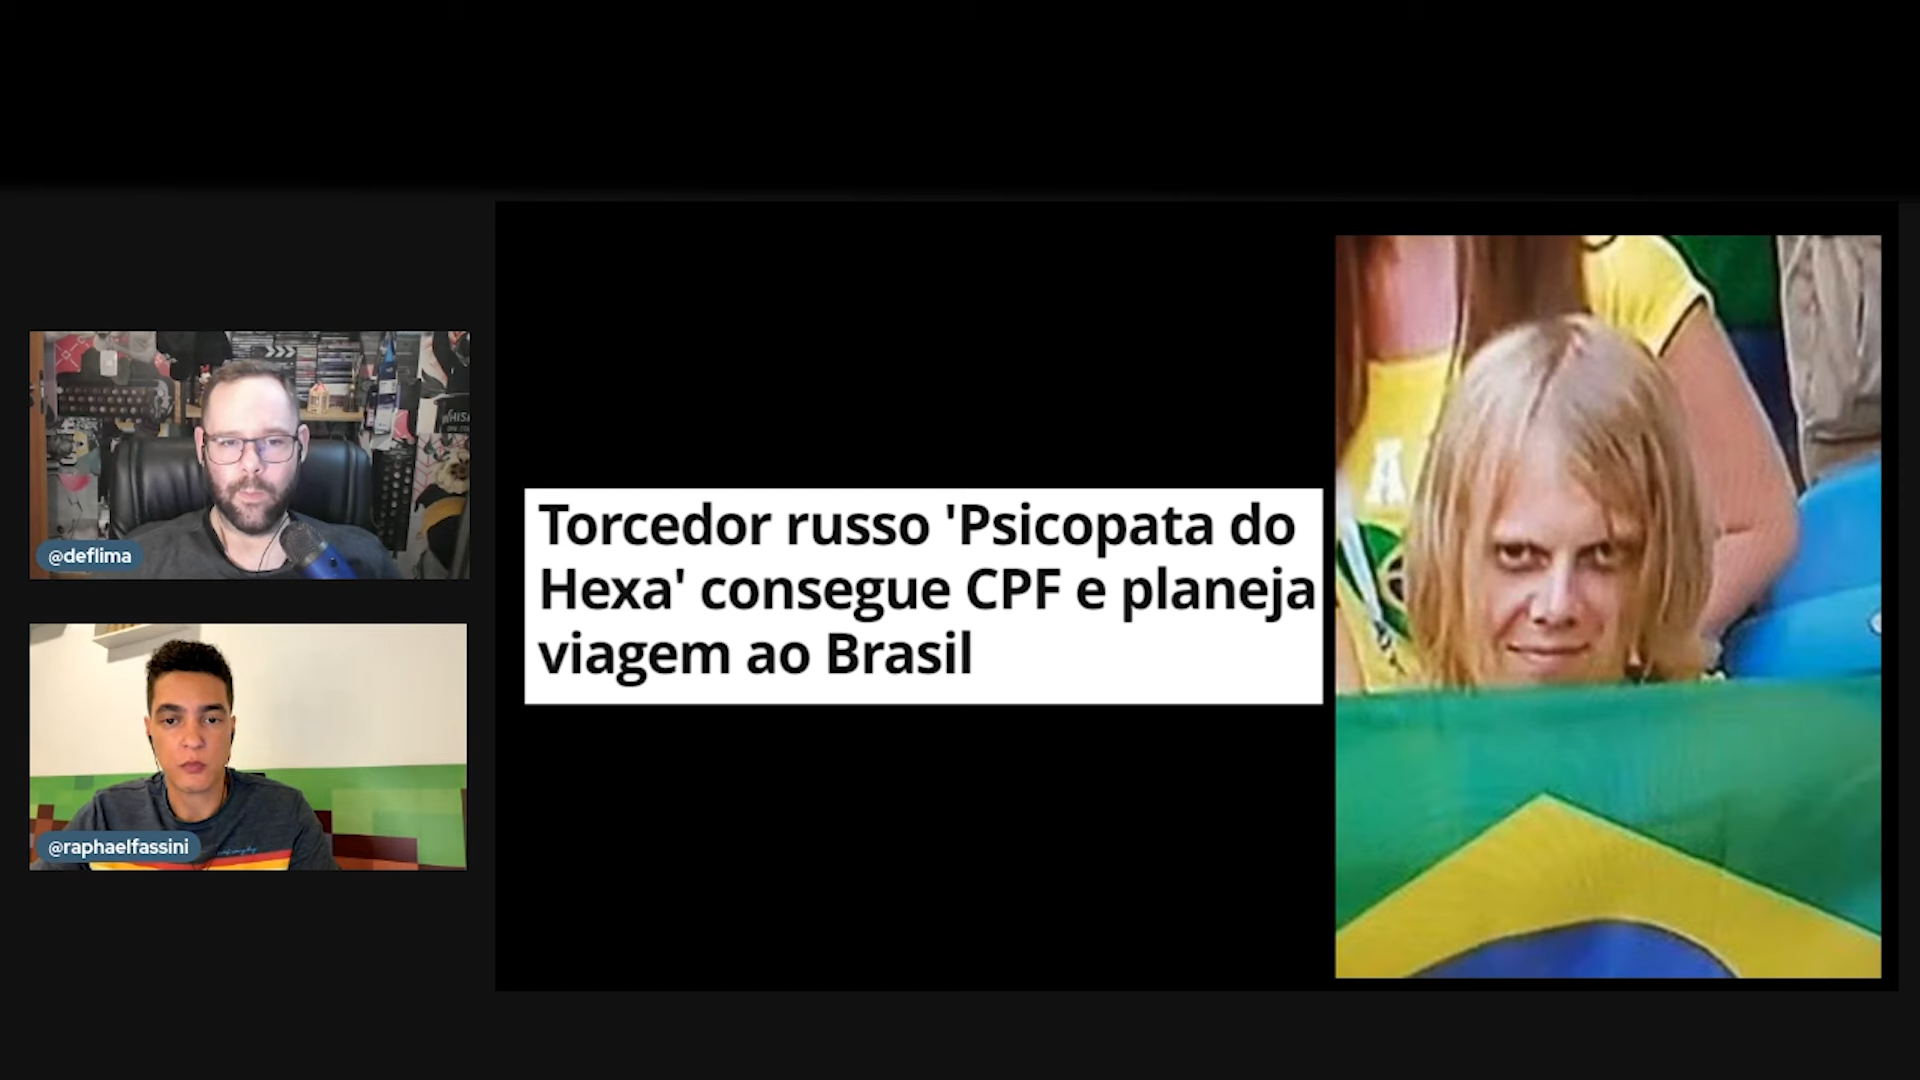 @deflima
@raphaelfassini
Torcedor russo 'Psicopata do
Hexa' consegue CPF e planeja
viagem ao Brasil
A